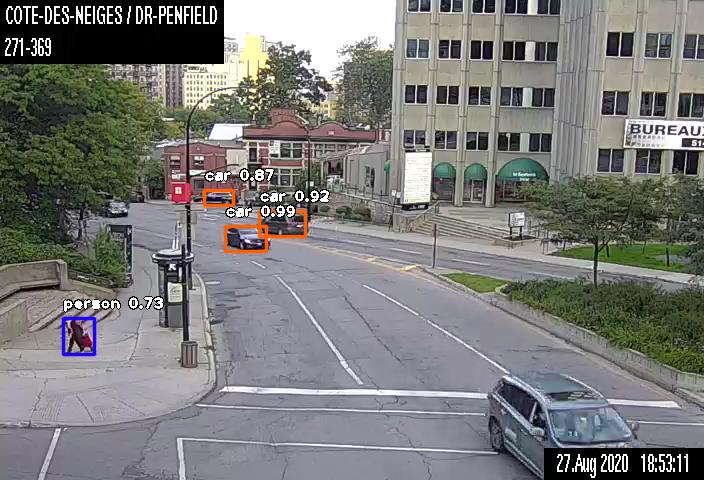 COTE-DES-NEIGES / DR-PENFIELD
271-369
car 0.87
car 0.92
car 0.99
BUREAUX
514
person 0.73
27.Aug 2020 18:53:11